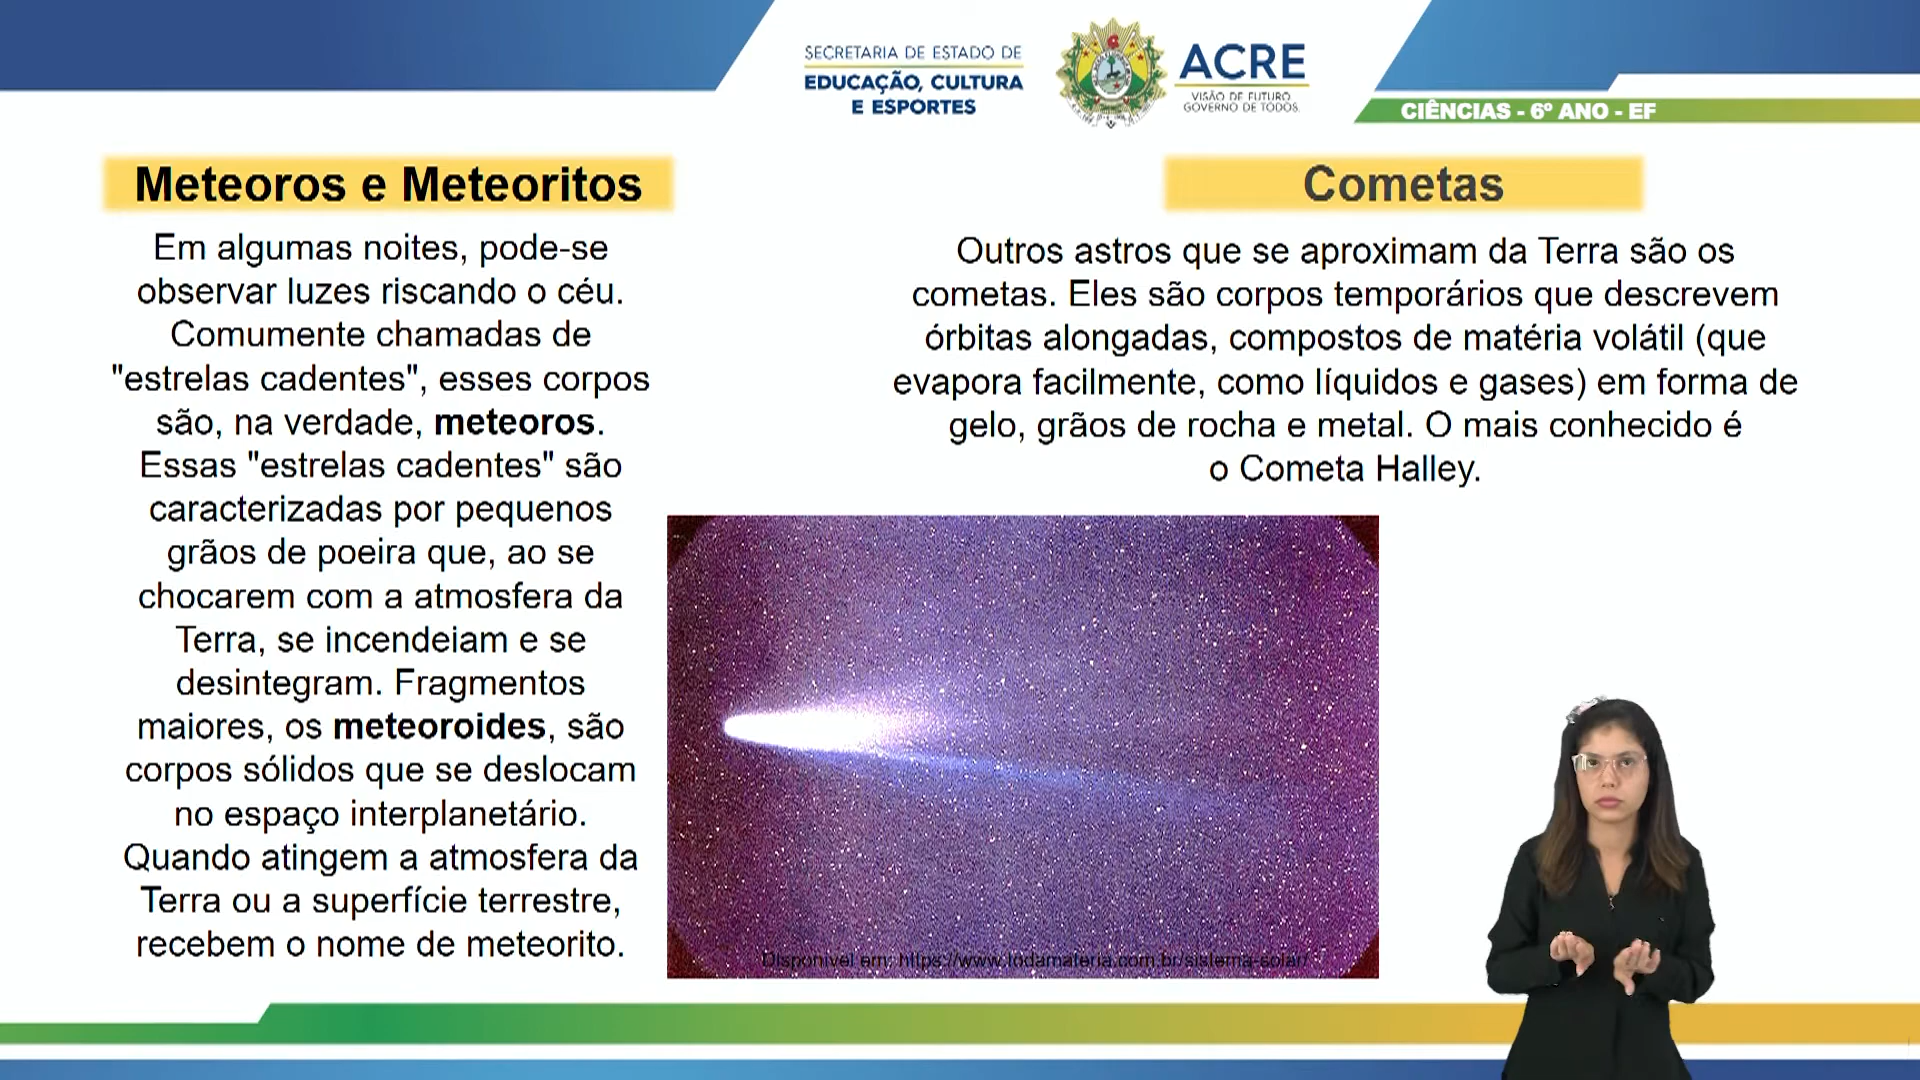 SECRETARIA DE ESTADO DE
EDUCAÇÃO, CULTURA
E ESPORTES
ACRE
VISÃO DE FUTURO
GOVERNO DE TODOS.
CIÊNCIAS - 6º ANO - EF
Meteoros e Meteoritos
Em algumas noites, pode-se
observar luzes riscando o céu.
Comumente chamadas de
"estrelas cadentes", esses corpos
são, na verdade, meteoros.
Essas "estrelas cadentes" são
caracterizadas por pequenos
grãos de poeira que, ao se
chocarem com a atmosfera da
Terra, se incendeiam e se
desintegram. Fragmentos
maiores, os meteoroides, são
corpos sólidos que se deslocam
no espaço interplanetário.
Quando atingem a atmosfera da
Terra ou a superfície terrestre,
recebem o nome de meteorito.
Cometas
Outros astros que se aproximam da Terra são os
cometas. Eles são corpos temporários que descrevem
órbitas alongadas, compostos de matéria volátil (que
evapora facilmente, como líquidos e gases) em forma de
gelo, grãos de rocha e metal. O mais conhecido é
o Cometa Halley.
Disponível em: https://www.todamateria.com.br/sistema-solar/